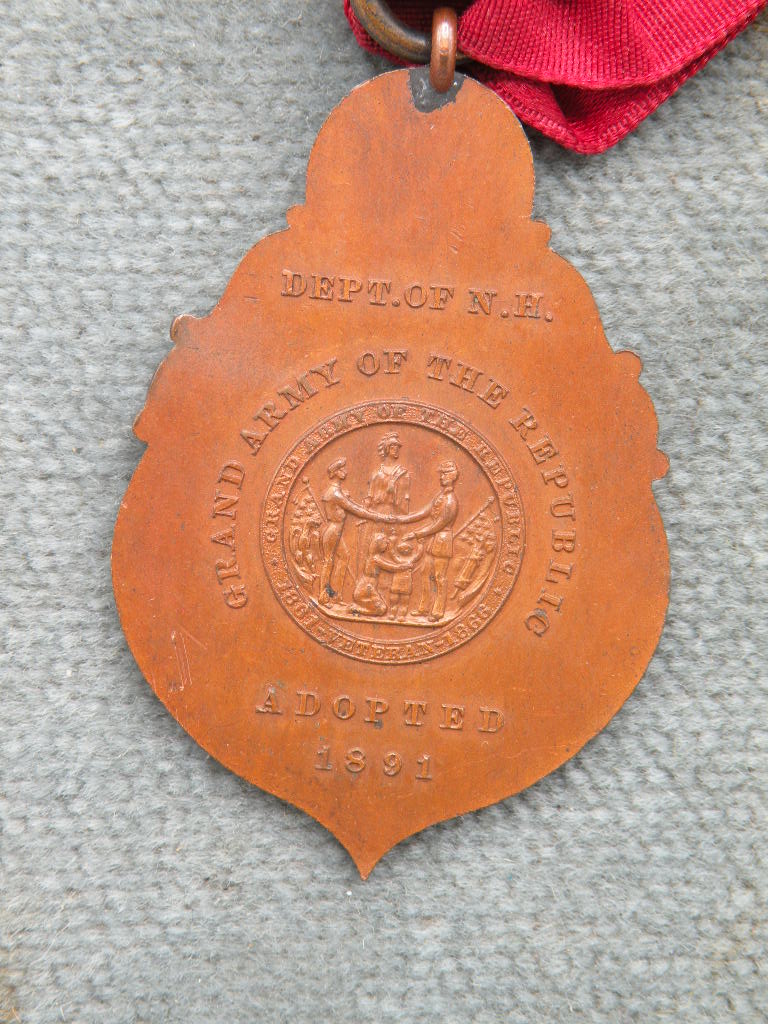 DEPT. OF N.H.
GRAND ARMY OF THE REPUBLIC
GRAND ARMY OF THE REPUBLIC
1861-VETERAN-1866
ADOPTED
1891